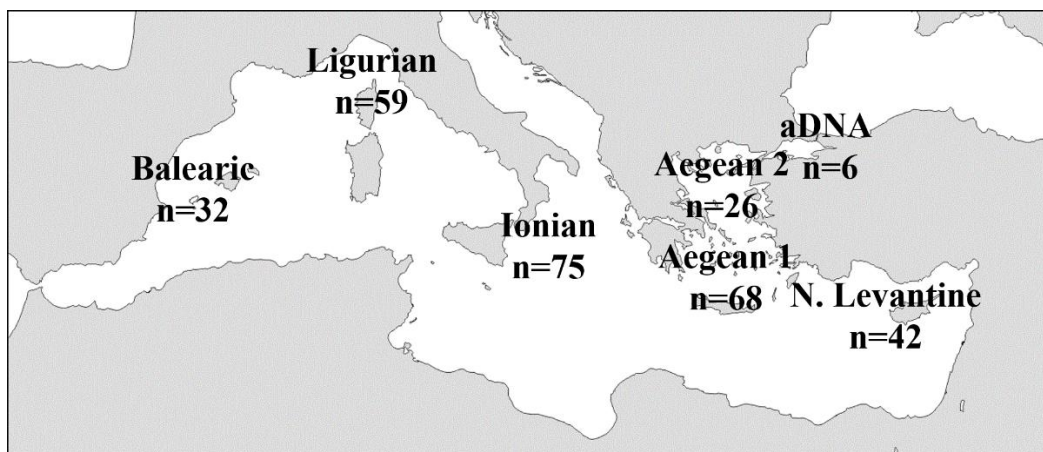 Ligurian
n=59
aDNA
n=6
Balearic
n=32
Aegean 2
n=26
Ionian
n=75
Aegean 1
n=68
N. Levantine
n=42